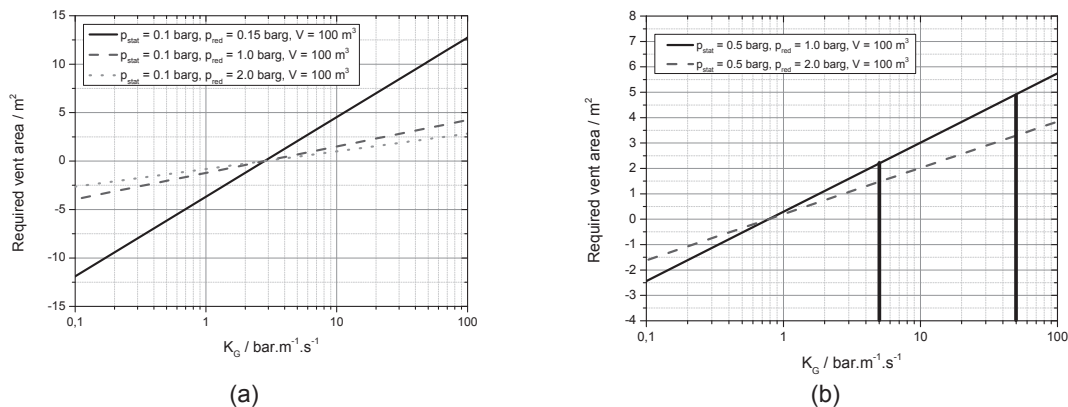 15
10
5
0
-5
-10
-15
Required vent area / m²
p_stat = 0.1 barg, p_red = 0.15 barg, V = 100 m³
p_stat = 0.1 barg, p_red = 1.0 barg, V = 100 m³
p_stat = 0.1 barg, p_red = 2.0 barg, V = 100 m³
0,1 1 10 100
K_G / bar.m⁻¹.s⁻¹
(a)
8
7
6
5
4
3
2
1
0
-1
-2
-3
-4
Required vent area / m²
p_stat = 0.5 barg, p_red = 1.0 barg, V = 100 m³
p_stat = 0.5 barg, p_red = 2.0 barg, V = 100 m³
0,1 1 10 100
K_G / bar.m⁻¹.s⁻¹
(b)